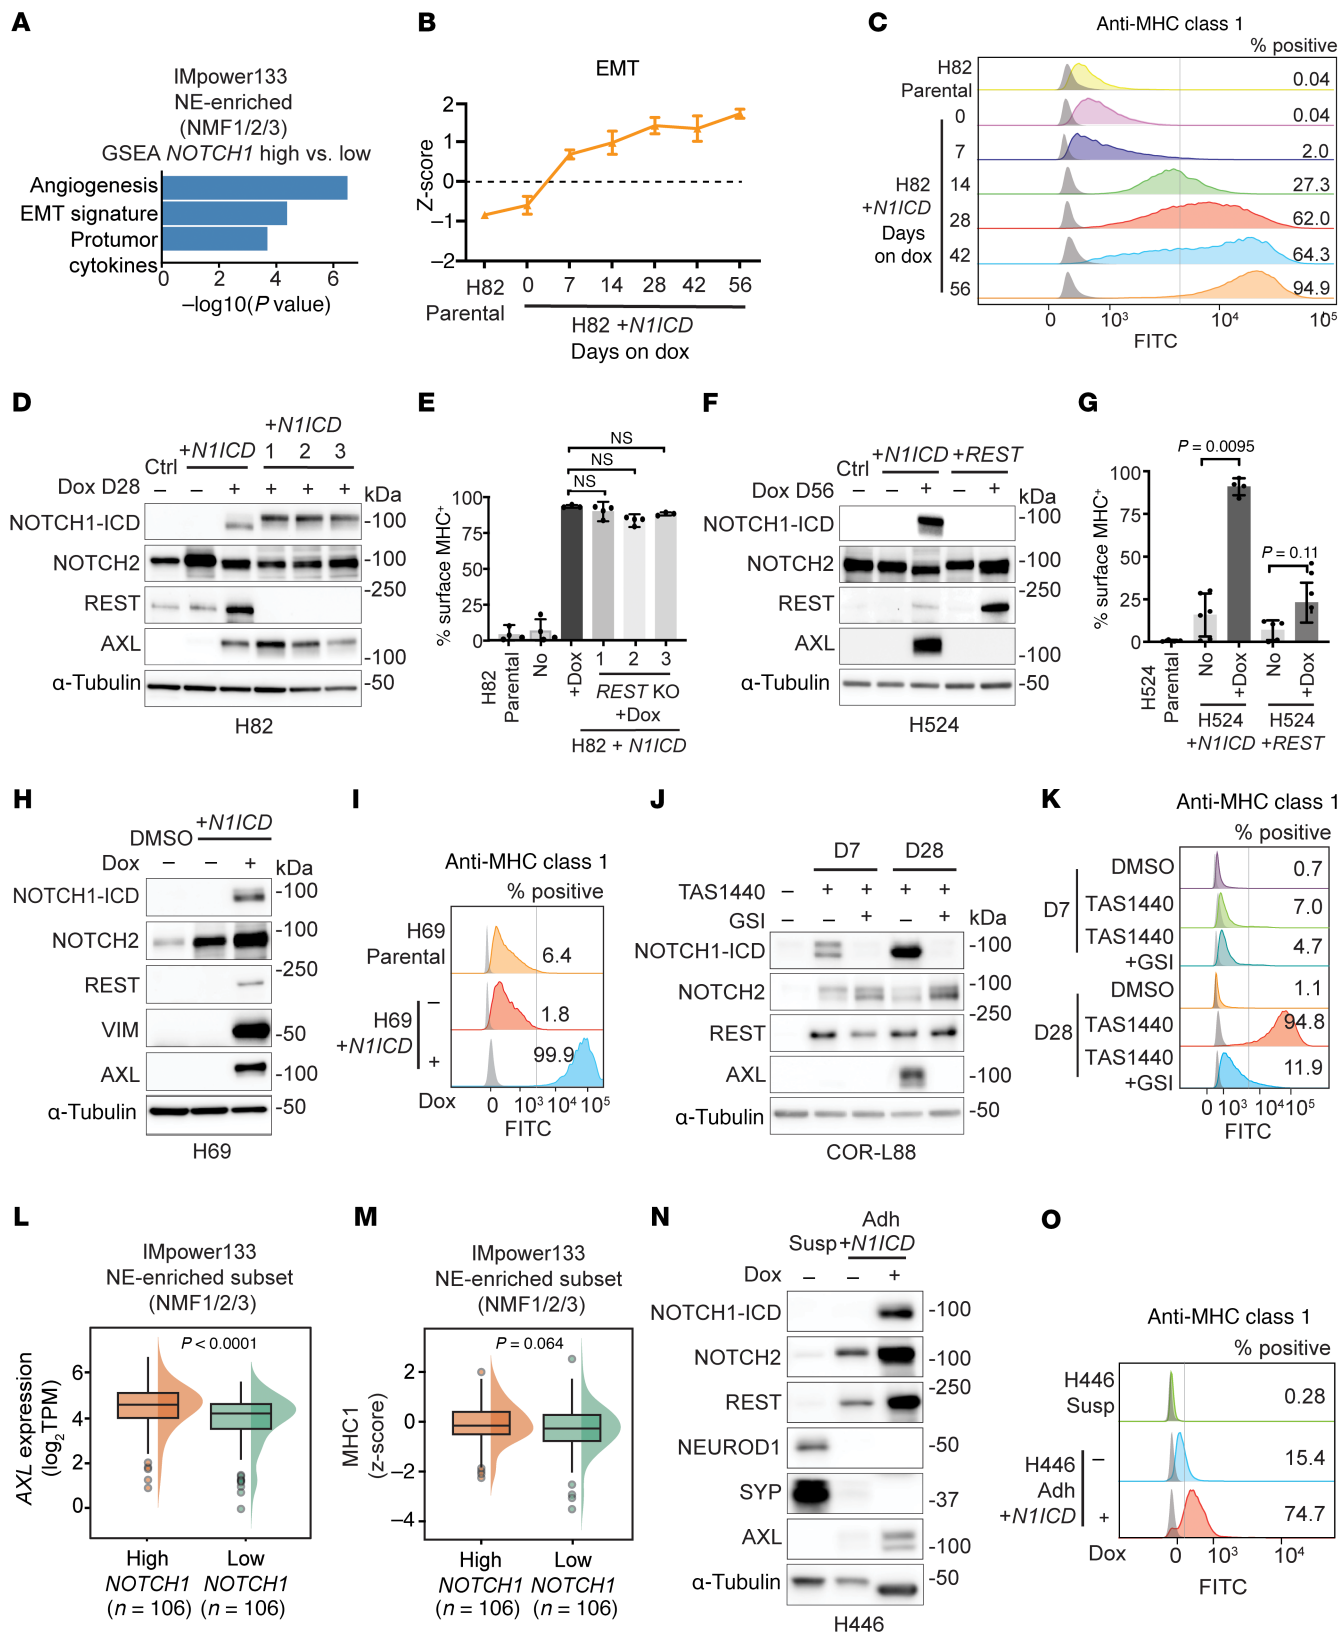 A
IMpower133
NE-enriched
(NMF1/2/3)
GSEA NOTCH1 high vs. low
Angiogenesis
EMT signature
Protumor
cytokines
0 2 4 6
–log10(P value)
B
EMT
Z-score
2
1
0
–1
–2
H82
Parental
0 7 14 28 42 56
H82 +N1ICD
Days on dox
C
Anti-MHC class 1
% positive
H82
Parental
0.04
0
0.04
7
2.0
14
27.3
28
62.0
42
64.3
56
94.9
H82
+N1ICD
Days
on dox
0 10³ 10⁴ 10⁵
FITC
D
+N1ICD
Ctrl +N1ICD 1 2 3
Dox D28 – – + + + + kDa
NOTCH1-ICD -100
NOTCH2 -100
-250
REST
AXL
-100
α-Tubulin -50
H82
E
% surface MHC⁺
100
75
50
25
0
NS
NS
NS
H82
Parental
No
+Dox
1 2 3
REST KO
+Dox
H82 + N1ICD
F
Ctrl +N1ICD +REST
Dox D56 – – + – + kDa
NOTCH1-ICD -100
NOTCH2 -100
-250
REST
AXL
-100
α-Tubulin -50
H524
G
% surface MHC⁺
100
75
50
25
0
P = 0.0095
P = 0.11
H524
Parental
No
+Dox
No
+Dox
H524
+N1ICD
H524
+REST
H
+N1ICD
DMSO
Dox – – + kDa
NOTCH1-ICD -100
NOTCH2 -100
-250
REST
VIM -50
AXL -100
α-Tubulin -50
H69
I
Anti-MHC class 1
% positive
H69
Parental
6.4
–
1.8
H69
+N1ICD
+
99.9
Dox
0 10³ 10⁴ 10⁵
FITC
J
D7 D28
TAS1440 – + + + +
GSI – – + – + kDa
NOTCH1-ICD -100
NOTCH2 -100
-250
REST
AXL -100
α-Tubulin -50
COR-L88
K
Anti-MHC class 1
% positive
D7
DMSO 0.7
TAS1440 7.0
TAS1440
+GSI 4.7
D28
DMSO 1.1
TAS1440 94.8
TAS1440
+GSI 11.9
0 10³ 10⁴ 10⁵
FITC
L
IMpower133
NE-enriched subset
(NMF1/2/3)
P < 0.0001
AXL expression
(log₂TPM)
6
4
2
0
High
NOTCH1
(n = 106)
Low
NOTCH1
(n = 106)
M
IMpower133
NE-enriched subset
(NMF1/2/3)
P = 0.064
MHC1
(z-score)
2
0
–2
–4
High
NOTCH1
(n = 106)
Low
NOTCH1
(n = 106)
N
Adh
Susp +N1ICD
Dox – – +
NOTCH1-ICD -100
NOTCH2 -100
-250
REST
NEUROD1 -50
SYP -37
AXL -100
α-Tubulin -50
H446
O
Anti-MHC class 1
% positive
H446
Susp
0.28
–
15.4
H446
Adh
+N1ICD
+
74.7
Dox
0 10³ 10⁴
FITC